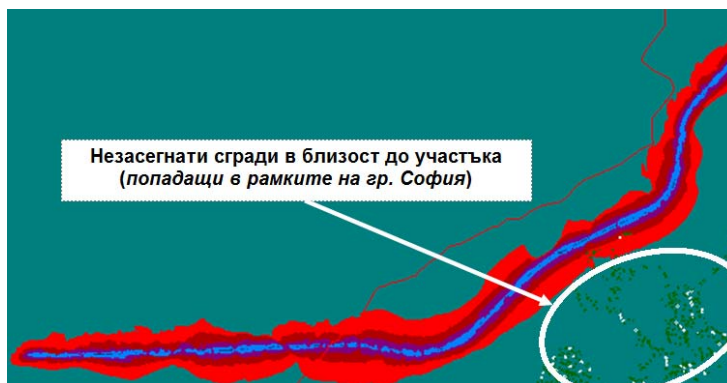 Незасегнати сгради в близост до участъка
(попадащи в рамките на гр. София)